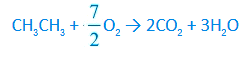 CH₃CH₃ + 7/2 O₂ → 2CO₂ + 3H₂O